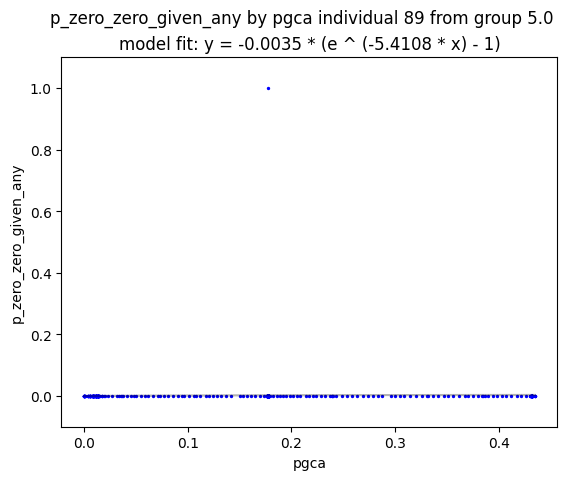 p_zero_zero_given_any by pgca individual 89 from group 5.0
model fit: y = -0.0035 * (e ^ (-5.4108 * x) - 1)
1.0
0.8
0.6
0.4
0.2
0.0
p_zero_zero_given_any
0.0 0.1 0.2 0.3 0.4
pgca